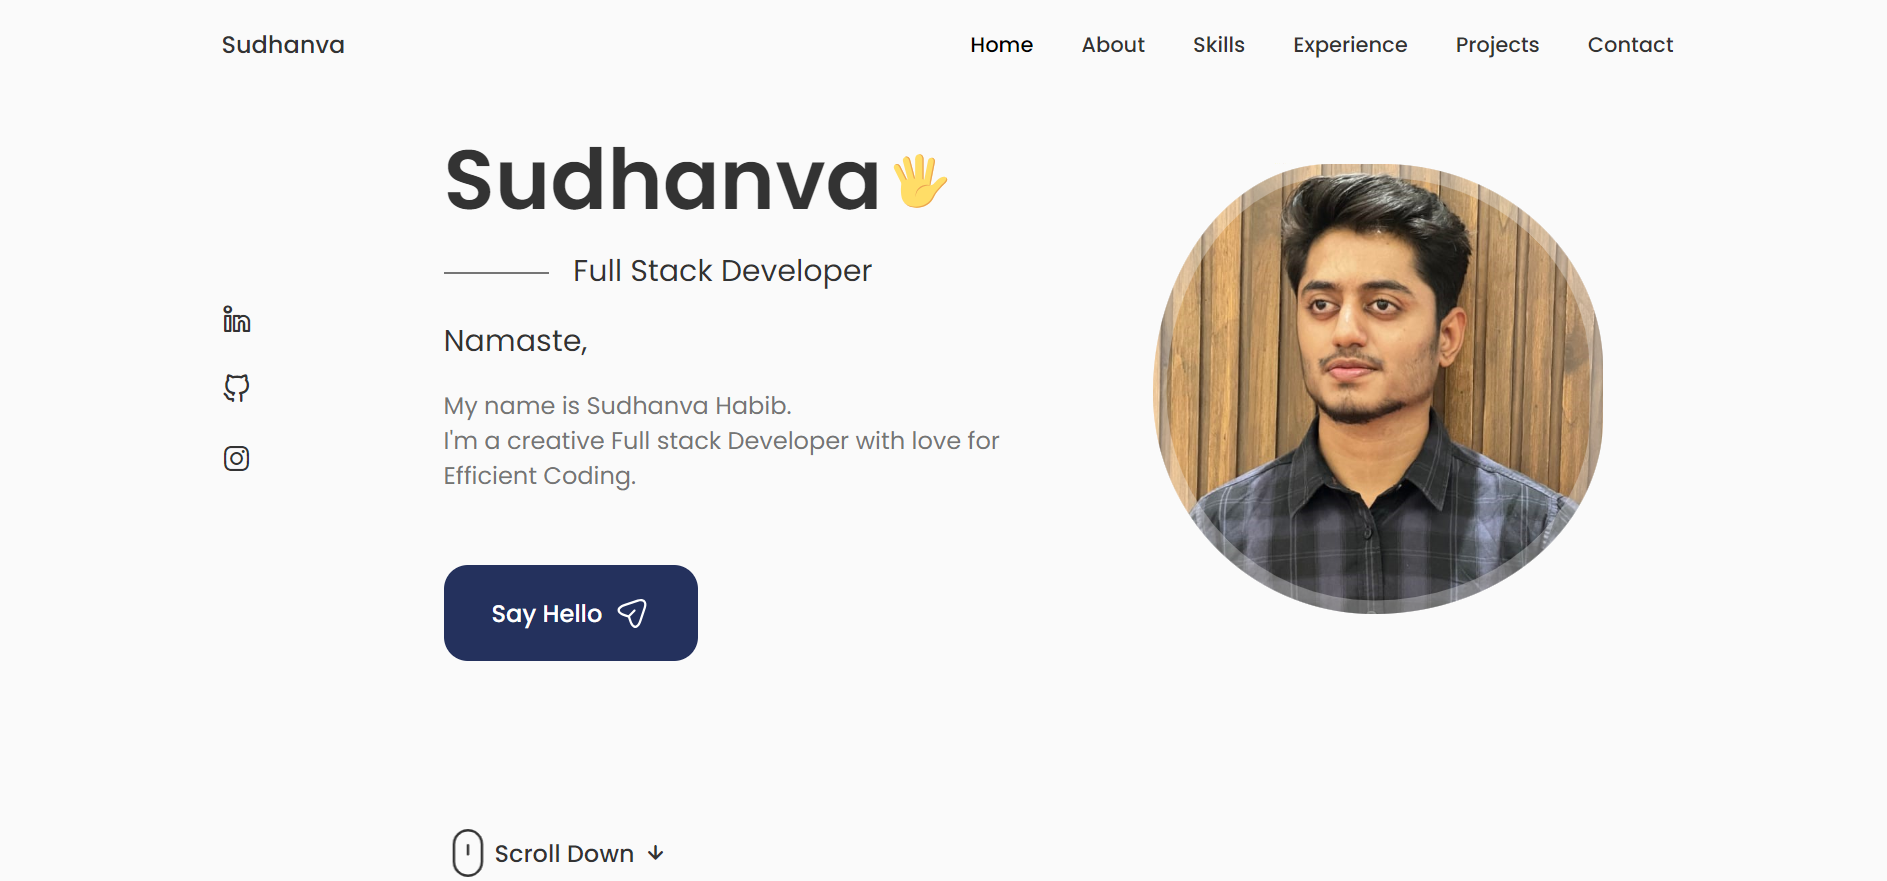 Sudhanva
Home About Skills Experience Projects Contact
Sudhanva
Full Stack Developer
Namaste,
My name is Sudhanva Habib.
I'm a creative Full stack Developer with love for
Efficient Coding.
Say Hello
Scroll Down